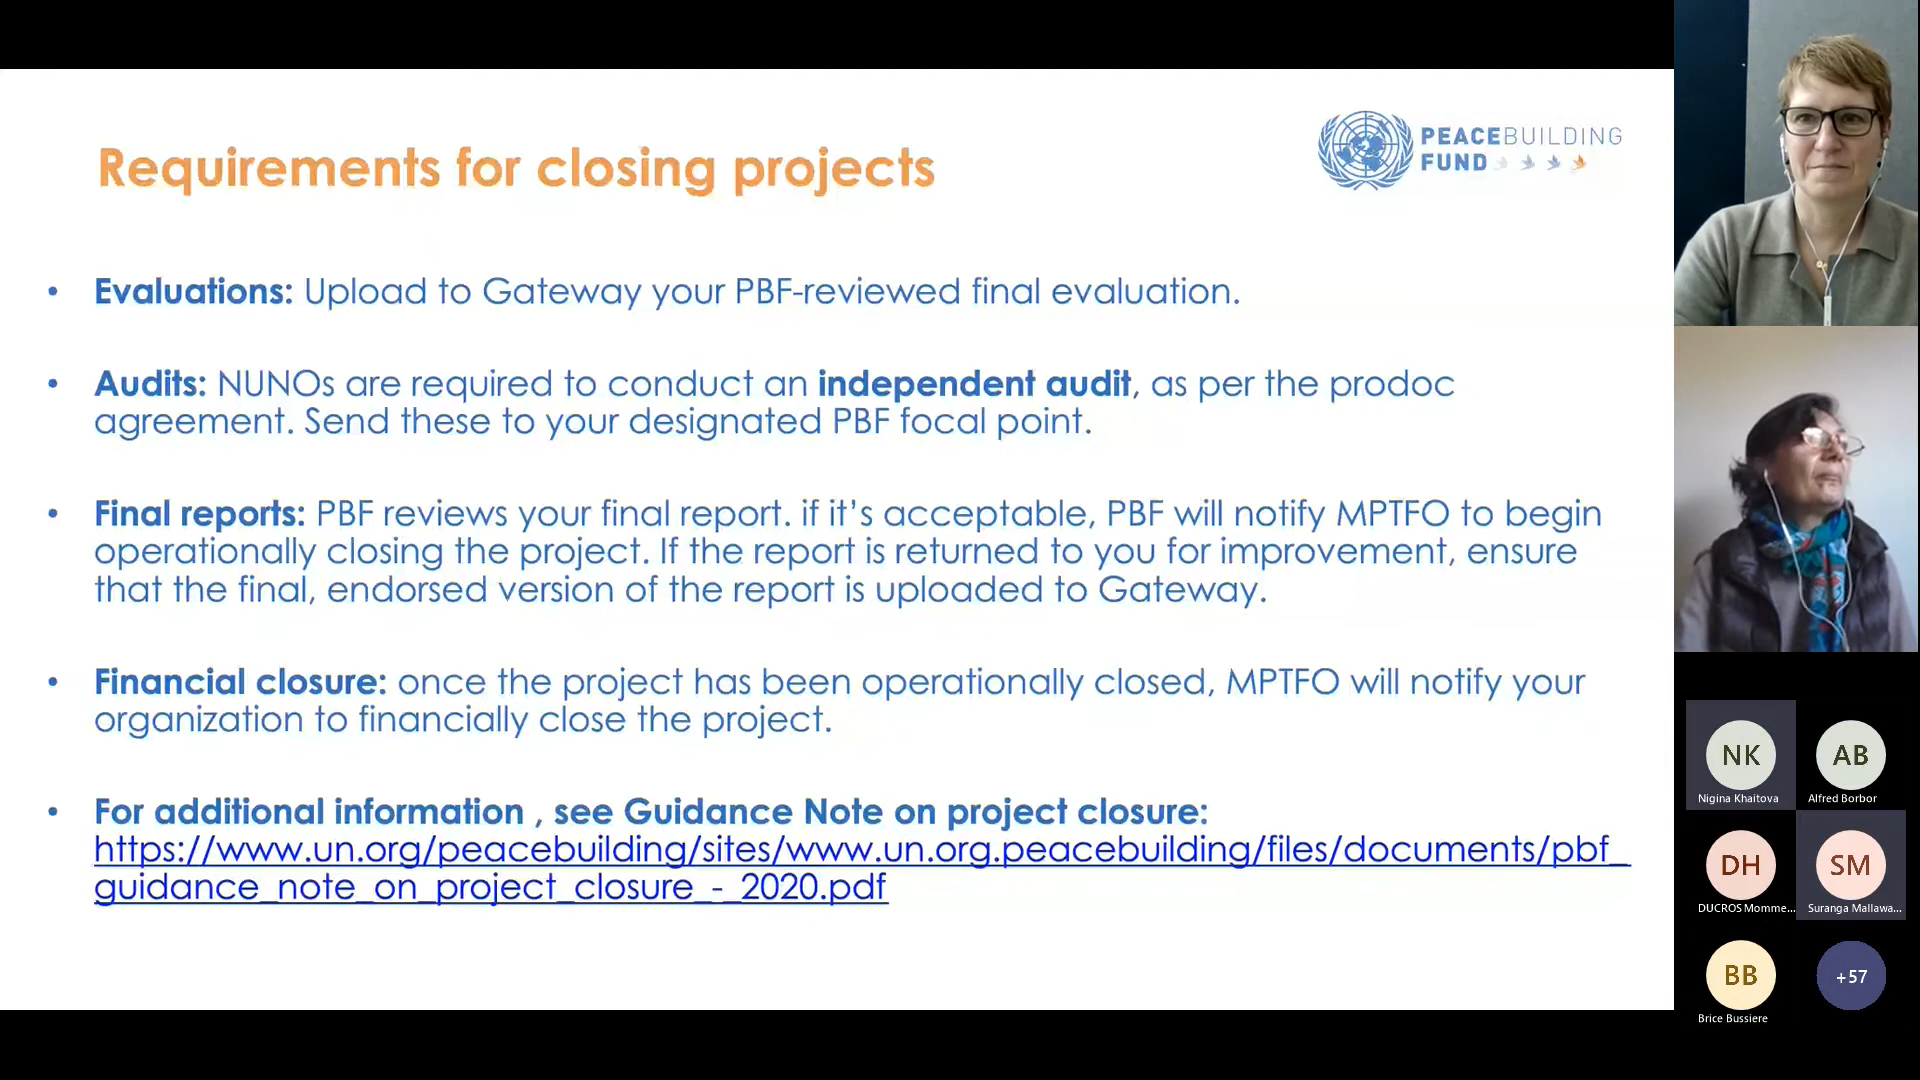 Requirements for closing projects
PEACEBUILDING
FUND
• Evaluations: Upload to Gateway your PBF-reviewed final evaluation.
• Audits: NUNOs are required to conduct an independent audit, as per the prodoc
agreement. Send these to your designated PBF focal point.
• Final reports: PBF reviews your final report. if it’s acceptable, PBF will notify MPTFO to begin
operationally closing the project. If the report is returned to you for improvement, ensure
that the final, endorsed version of the report is uploaded to Gateway.
• Financial closure: once the project has been operationally closed, MPTFO will notify your
organization to financially close the project.
• For additional information , see Guidance Note on project closure:
https://www.un.org/peacebuilding/sites/www.un.org.peacebuilding/files/documents/pbf_
guidance_note_on_project_closure_-_2020.pdf
NK
Nigina Khaitova
AB
Alfred Borbor
DH
DUCROS Momme...
SM
Suranga Mallawa...
BB
Brice Bussiere
+57